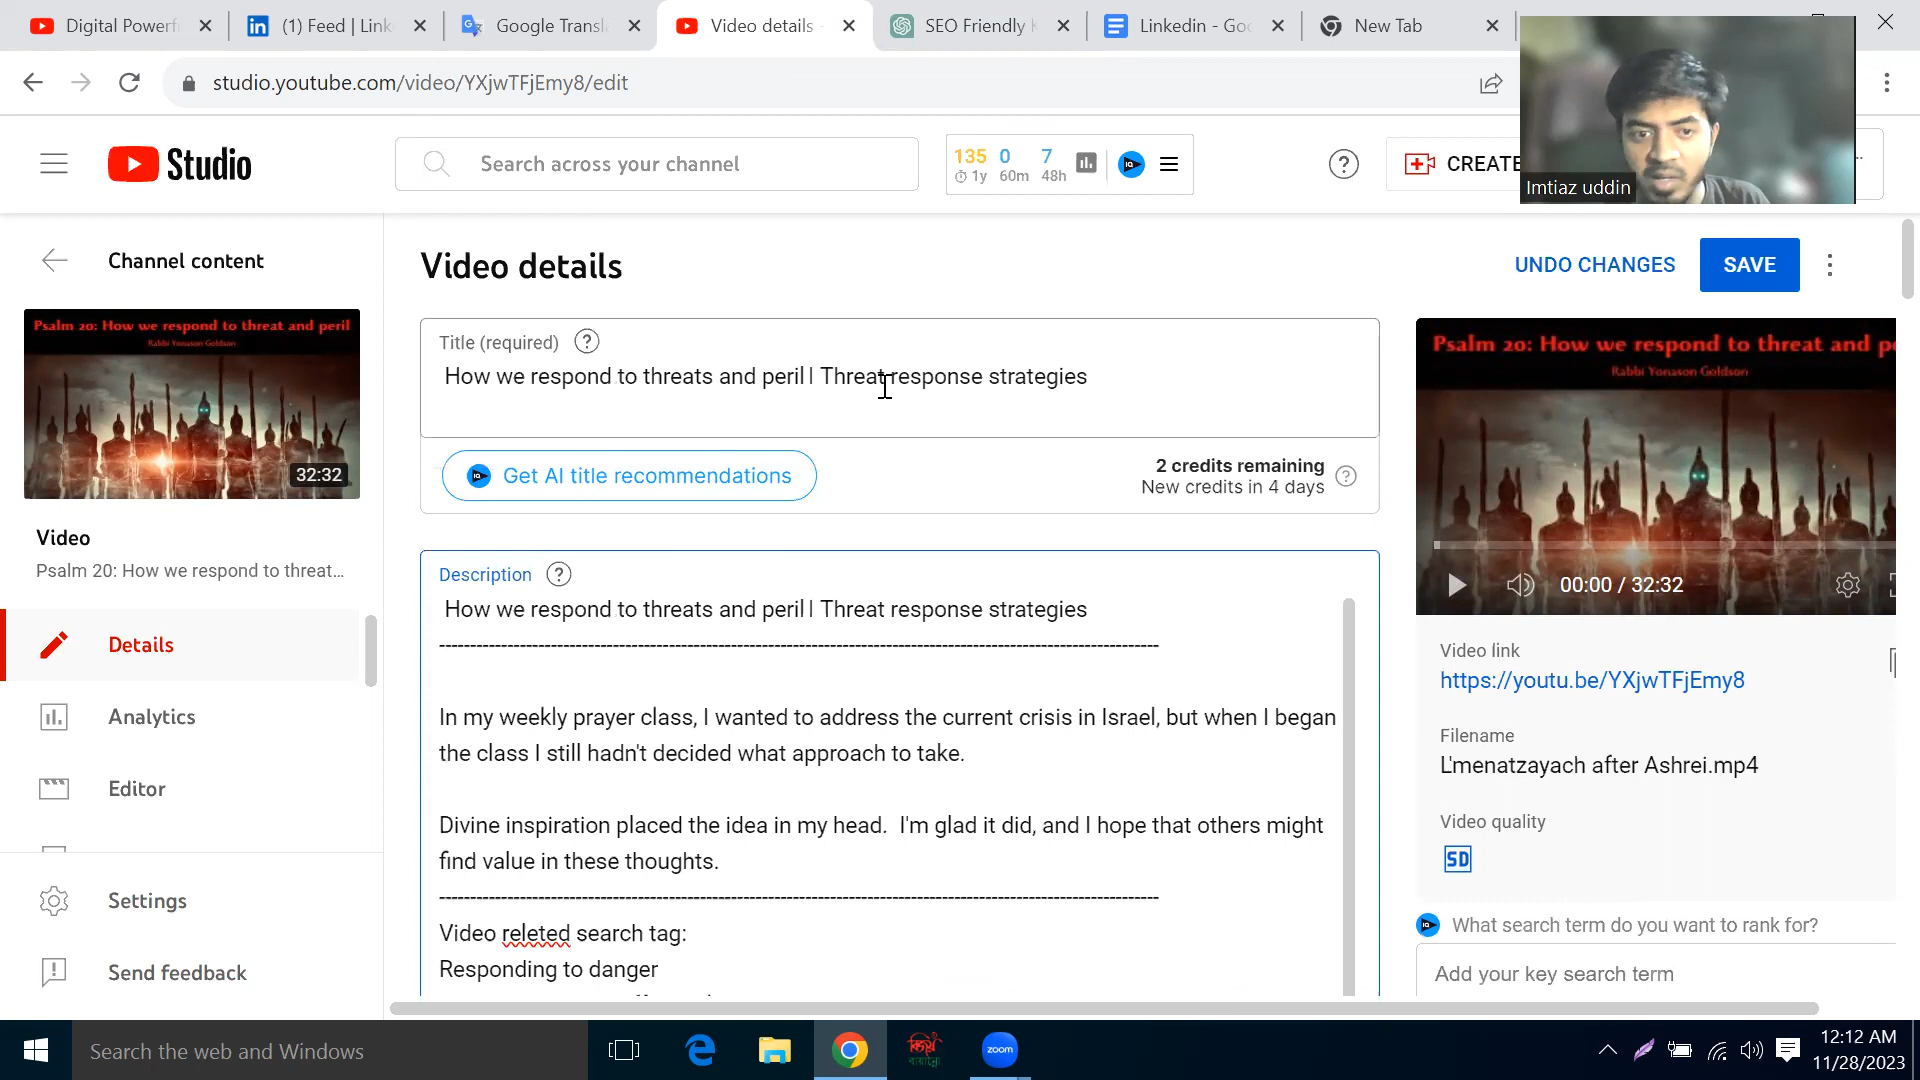 Digital Powerf
(1) Feed | Link
Google Transl
Video details
SEO Friendly K
Linkedin - Goo
New Tab
studio.youtube.com/video/YXjwTFjEmy8/edit
Imtiaz uddin
Studio
Search across your channel
135 0 7
1y 60m 48h
IQ
CREATE
Channel content
Psalm 20: How we respond to threat and peril
Rabbi Yonason Goldson
32:32
Video
Psalm 20: How we respond to threat...
Details
Analytics
Editor
Settings
Send feedback
Video details
UNDO CHANGES
SAVE
Title (required)
How we respond to threats and peril | Threat response strategies
Get AI title recommendations
2 credits remaining
New credits in 4 days
Description
How we respond to threats and peril | Threat response strategies
------------------------------------------------------------------------------------------------------------------------
In my weekly prayer class, I wanted to address the current crisis in Israel, but when I began
the class I still hadn't decided what approach to take.
Divine inspiration placed the idea in my head.  I'm glad it did, and I hope that others might
find value in these thoughts.
------------------------------------------------------------------------------------------------------------------------
Video releted search tag:
Responding to danger
Psalm 20: How we respond to threat and pe
Rabbi Yonason Goldson
00:00 / 32:32
Video link
https://youtu.be/YXjwTFjEmy8
Filename
L'menatzayach after Ashrei.mp4
Video quality
SD
What search term do you want to rank for?
Add your key search term
Search the web and Windows
zoom
12:12 AM
11/28/2023